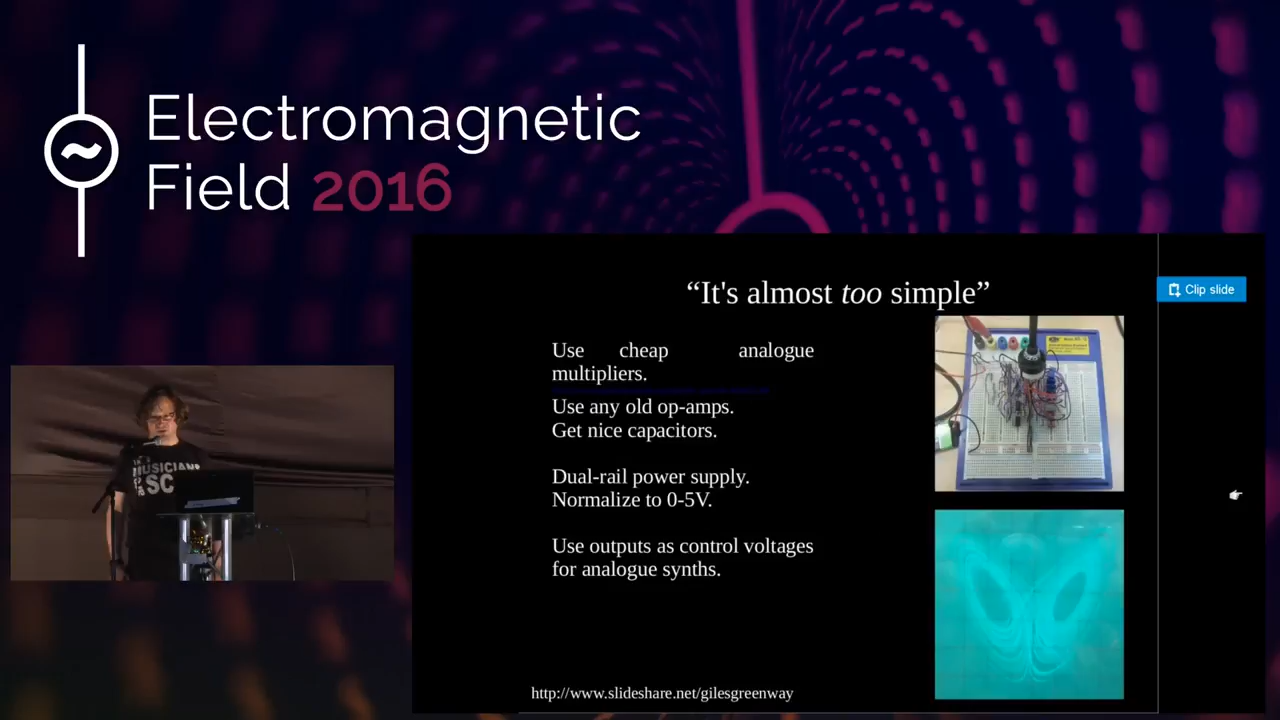 Electromagnetic
Field 2016
“It's almost too simple”
Clip slide
Use cheap analogue
multipliers.
Use any old op-amps.
Get nice capacitors.
Dual-rail power supply.
Normalize to 0-5V.
Use outputs as control voltages
for analogue synths.
http://www.slideshare.net/gilesgreenway
MUSICIANS
SC